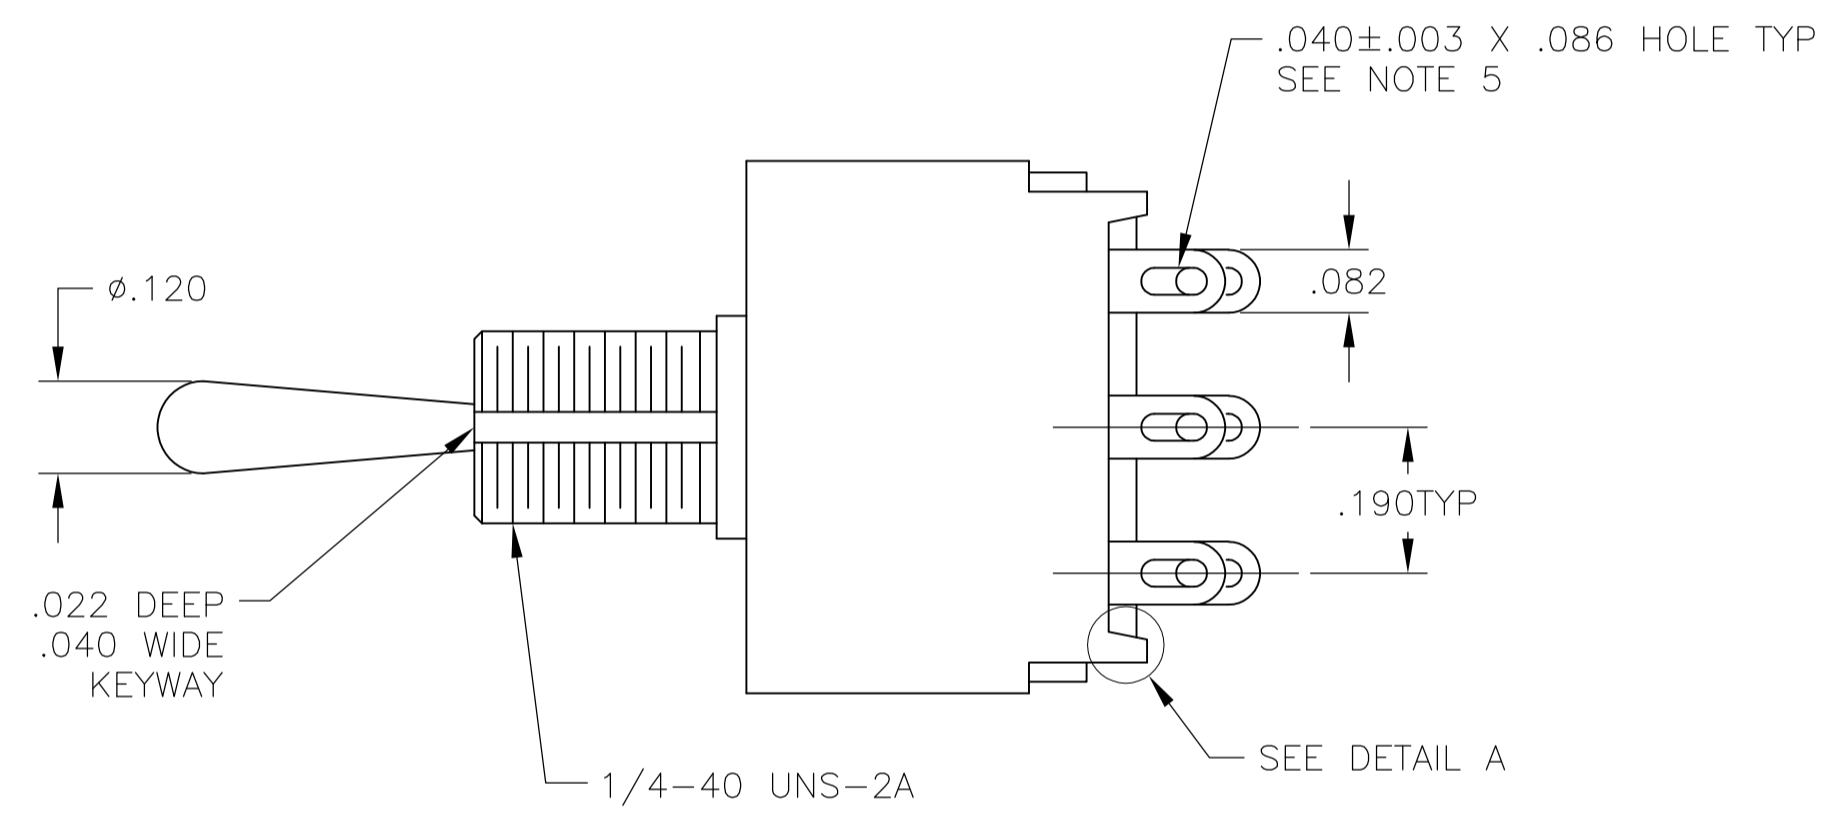 .040±.003 X .086 HOLE TYP
SEE NOTE 5
ø.120
.082
.190TYP
.022 DEEP
.040 WIDE
KEYWAY
SEE DETAIL A
1/4-40 UNS-2A